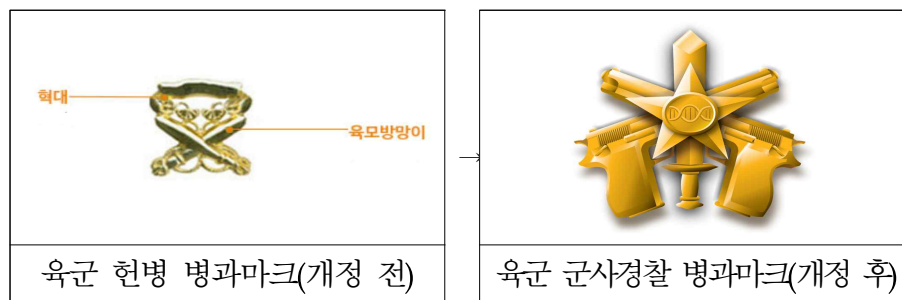 혁대
육모방망이
→
육군 헌병 병과마크(개정 전)
육군 군사경찰 병과마크(개정 후)